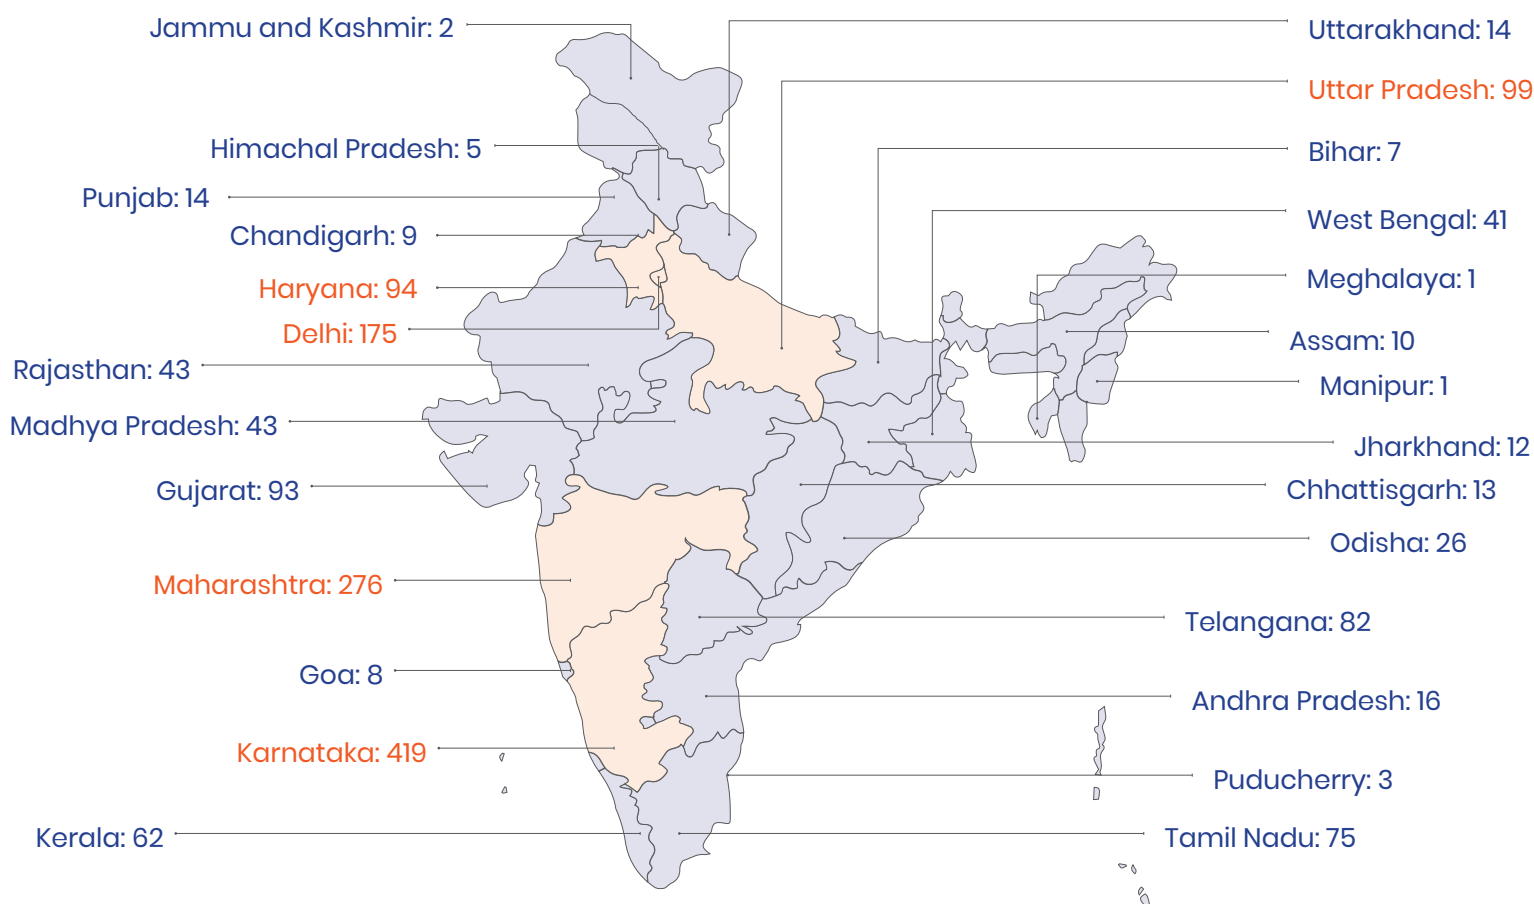 Jammu and Kashmir: 2
Himachal Pradesh: 5
Punjab: 14
Chandigarh: 9
Haryana: 94
Delhi: 175
Rajasthan: 43
Madhya Pradesh: 43
Gujarat: 93
Maharashtra: 276
Goa: 8
Karnataka: 419
Kerala: 62
Uttarakhand: 14
Uttar Pradesh: 99
Bihar: 7
West Bengal: 41
Meghalaya: 1
Assam: 10
Manipur: 1
Jharkhand: 12
Chhattisgarh: 13
Odisha: 26
Telangana: 82
Andhra Pradesh: 16
Puducherry: 3
Tamil Nadu: 75